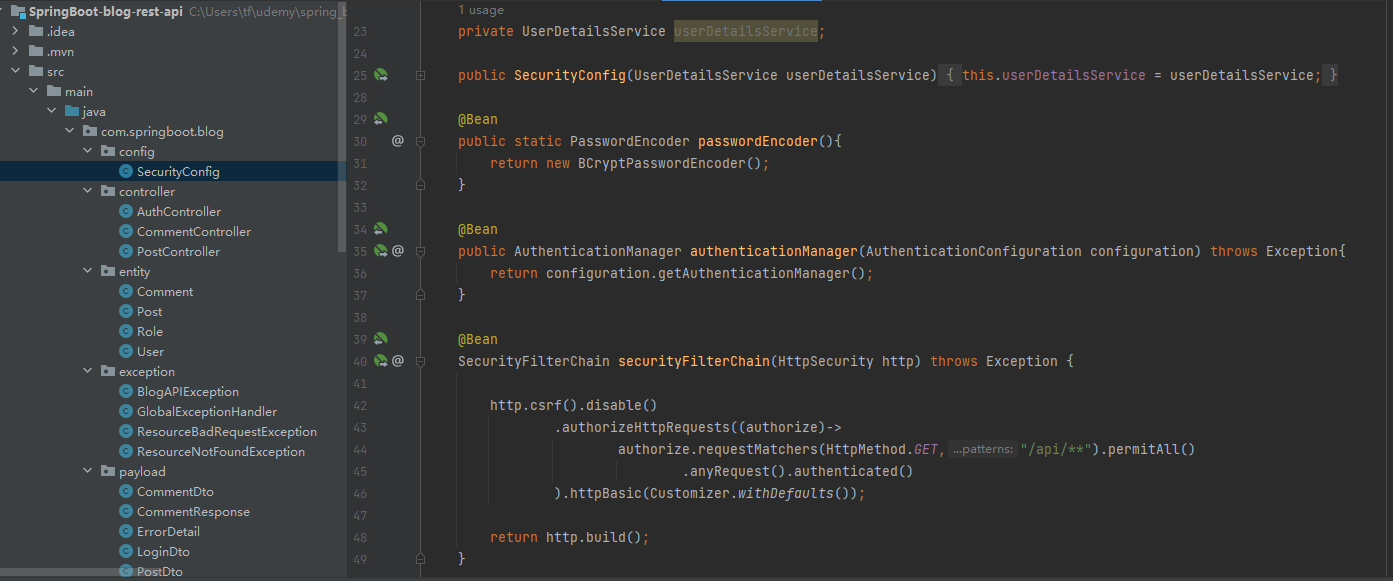 SpringBoot-blog-rest-api C:\Users\tf\udemy\spring_b
.idea
.mvn
src
main
java
com.springboot.blog
config
SecurityConfig
controller
AuthController
CommentController
PostController
entity
Comment
Post
Role
User
exception
BlogAPIException
GlobalExceptionHandler
ResourceBadRequestException
ResourceNotFoundException
payload
CommentDto
CommentResponse
ErrorDetail
LoginDto
PostDto
1 usage
23 private UserDetailsService userDetailsService;
24
25 public SecurityConfig(UserDetailsService userDetailsService) { this.userDetailsService = userDetailsService; }
28
29 @Bean
30 @ public static PasswordEncoder passwordEncoder(){
31 return new BCryptPasswordEncoder();
32 }
33
34 @Bean
35 @ public AuthenticationManager authenticationManager(AuthenticationConfiguration configuration) throws Exception{
36 return configuration.getAuthenticationManager();
37 }
38
39 @Bean
40 @ SecurityFilterChain securityFilterChain(HttpSecurity http) throws Exception {
41
42 http.csrf().disable()
43 .authorizeHttpRequests((authorize)->
44 authorize.requestMatchers(HttpMethod.GET, ...patterns: "/api/**").permitAll()
45 .anyRequest().authenticated()
46 ).httpBasic(Customizer.withDefaults());
47
48 return http.build();
49 }